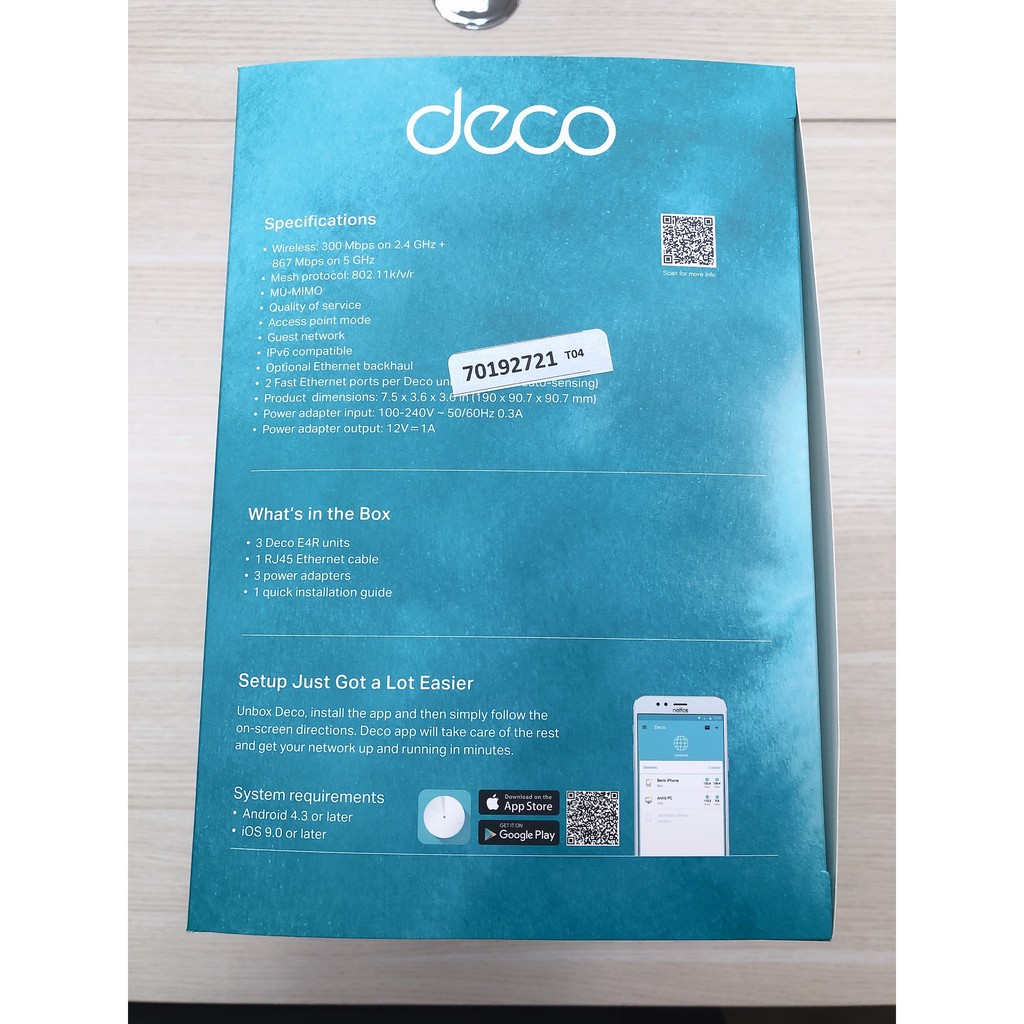 deco
Specifications
• Wireless: 300 Mbps on 2.4 GHz +
867 Mbps on 5 GHz
• Mesh protocol: 802.11k/v/r
• MU-MIMO
• Quality of service
• Access point mode
• Guest network
• IPv6 compatible
• Optional Ethernet backhaul
• 2 Fast Ethernet ports per Deco auto-sensing)
• Product dimensions: 7.5 x 3.6 x 3.6 in (190 x 90.7 x 90.7 mm)
• Power adapter input: 100-240V ~ 50/60Hz 0.3A
• Power adapter output: 12V⎓1A
Scan for more info
70192721 T04
What's in the Box
• 3 Deco E4R units
• 1 RJ45 Ethernet cable
• 3 power adapters
• 1 quick installation guide
Setup Just Got a Lot Easier
Unbox Deco, install the app and then simply follow the
on-screen directions. Deco app will take care of the rest
and get your network up and running in minutes.
System requirements
• Android 4.3 or later
• iOS 9.0 or later
Download on the
App Store
GET IT ON
Google Play
neffos
Deco